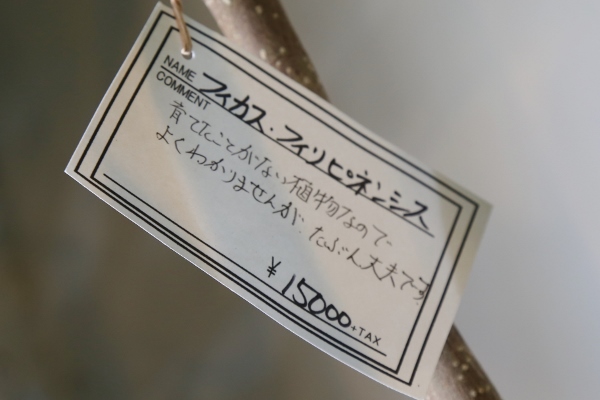 NAME フィカス・フィリピネンシス
COMMENT
育てたことがない植物なので
よくわかりませんが、たぶん丈夫です。
¥15000+TAX